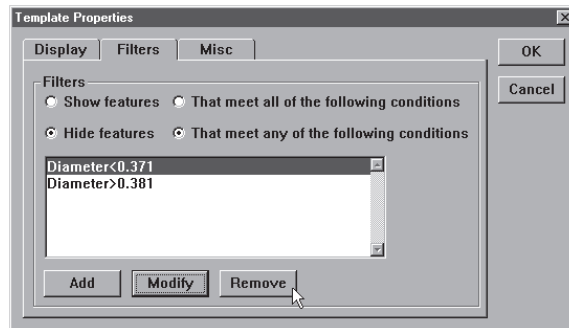 Template Properties
Display Filters Misc
OK
Cancel
Filters
Show features That meet all of the following conditions
Hide features That meet any of the following conditions
Diameter<0.371
Diameter>0.381
Add Modify Remove